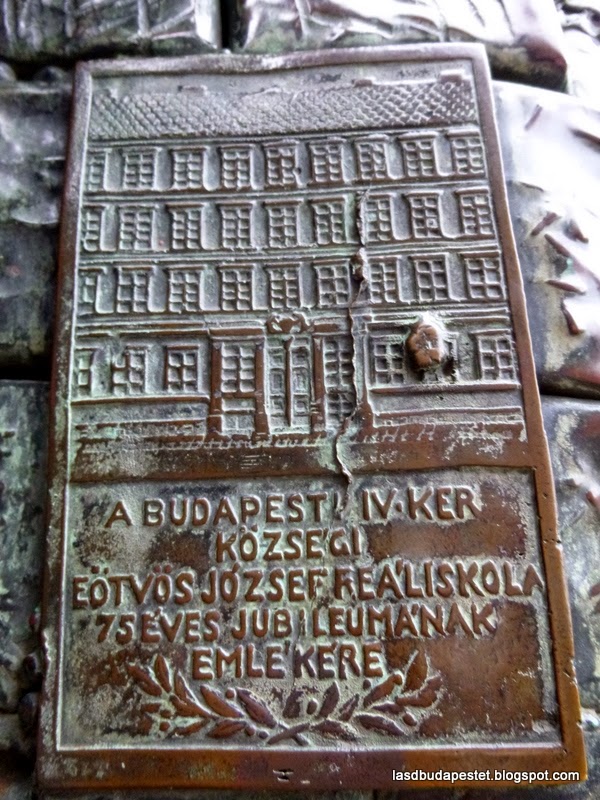 A BUDAPESTI IV·KER
KÖZSÉGI
EÖTVÖS JÓZSEF REÁLISKOLA
75 ÉVES JUBILEUMÁNAK
EMLÉKÉRE
lasdbudapestet.blogspot.com